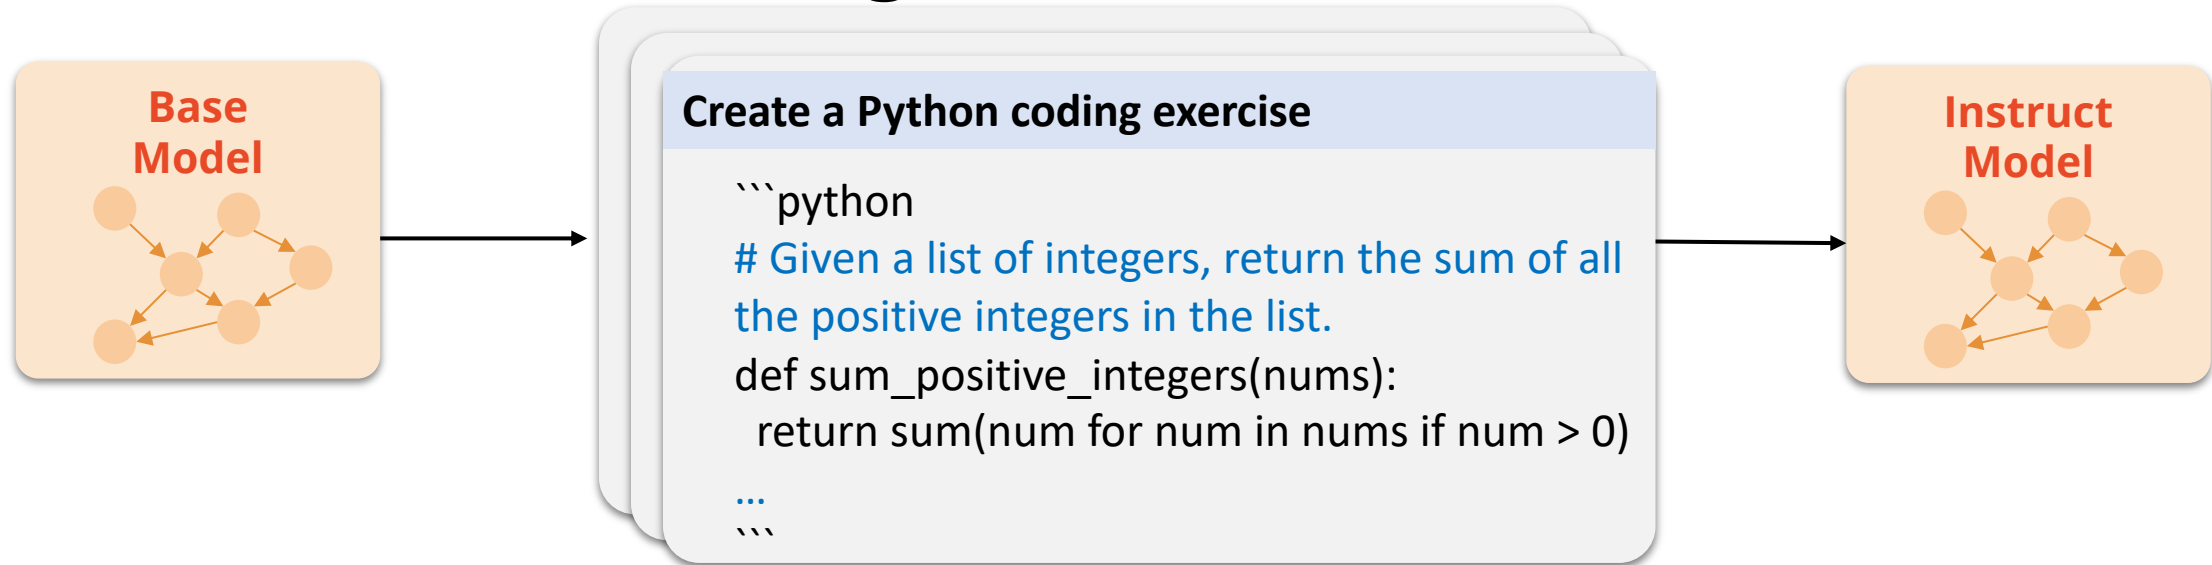 Base
Model
Create a Python coding exercise
```python
# Given a list of integers, return the sum of all
the positive integers in the list.
def sum_positive_integers(nums):
return sum(num for num in nums if num > 0)
...
```
Instruct
Model